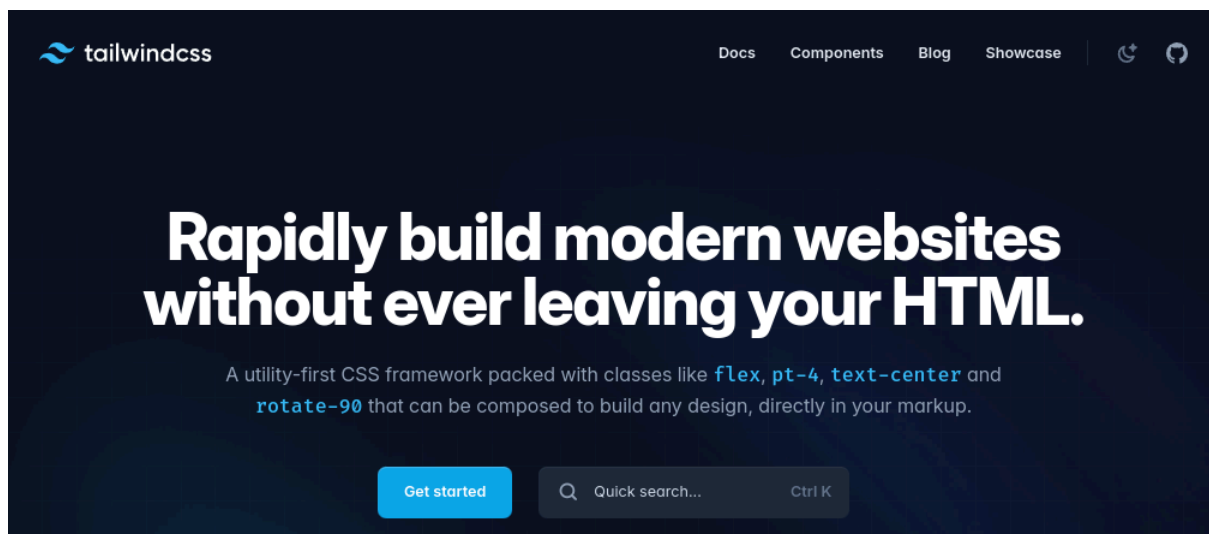 tailwindcss
Docs Components Blog Showcase
Rapidly build modern websites
without ever leaving your HTML.
A utility-first CSS framework packed with classes like flex, pt-4, text-center and
rotate-90 that can be composed to build any design, directly in your markup.
Get started
Quick search... Ctrl K